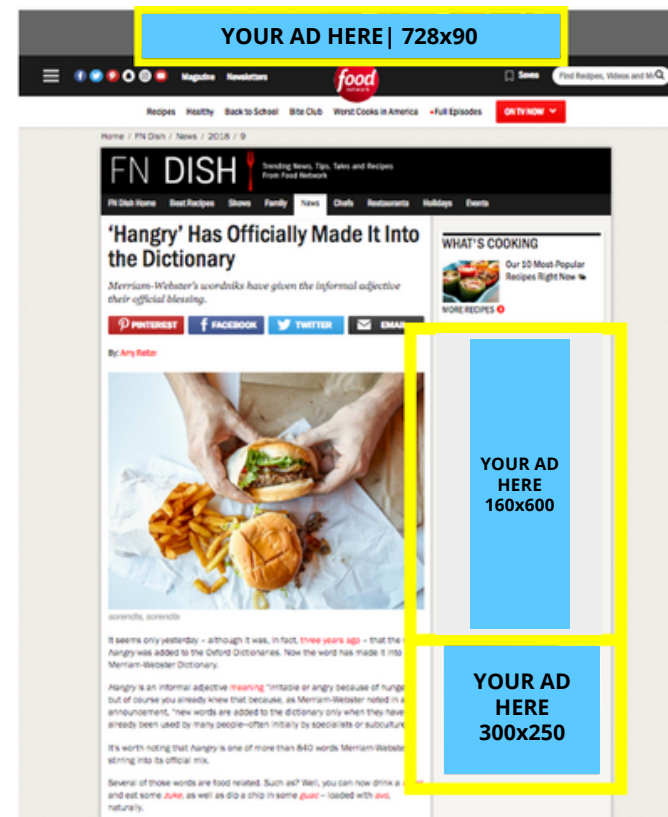 YOUR AD HERE| 728x90
Magazine Newsletters
food
network
Saves
Find Recipes, Videos and Mo
Recipes Healthy Back to School Bite Club Worst Cooks in America •Full Episodes ON TV NOW
Home / FN Dish / News / 2018 / 9
FN DISH
Trending News, Tips, Tales and Recipes
From Food Network
FN Dish Home Best Recipes Shows Family News Chefs Restaurants Holidays Events
‘Hangry’ Has Officially Made It Into
the Dictionary
Merriam-Webster's wordniks have given the informal adjective
their official blessing.
PINTEREST FACEBOOK TWITTER EMAIL
By: Amy Reiter
WHAT'S COOKING
Our 10 Most-Popular
Recipes Right Now
MORE RECIPES
YOUR AD
HERE
160x600
YOUR AD
HERE
300x250
sorendls, sorendls
It seems only yesterday – although it was, in fact, three years ago – that the
hangry was added to the Oxford Dictionaries. Now the word has made it into
Merriam-Webster Dictionary.
Hangry is an informal adjective meaning "irritable or angry because of hunge
but of course you already knew that because, as Merriam-Webster noted in a
announcement, "new words are added to the dictionary only when they have
already been used by many people—often initially by specialists or subculture
It's worth noting that hangry is one of more than 840 words Merriam-Webster
stirring into its official mix.
Several of those words are food related. Such as? Well, you can now drink a
and eat some zuke, as well as dip a chip in some guac – loaded with avo,
naturally.